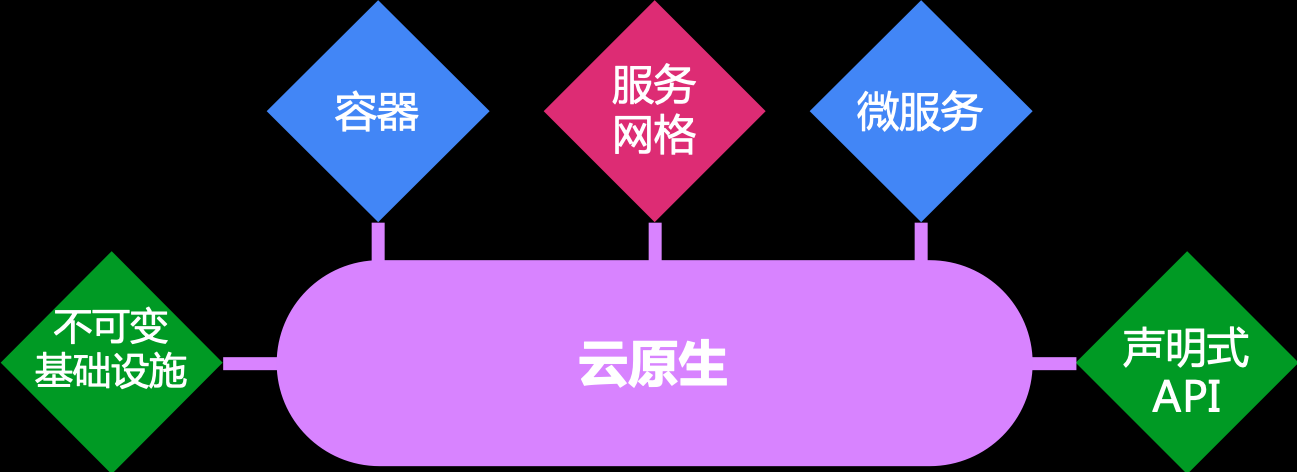 容器
服务
网格
微服务
不可变
基础设施
云原生
声明式
API